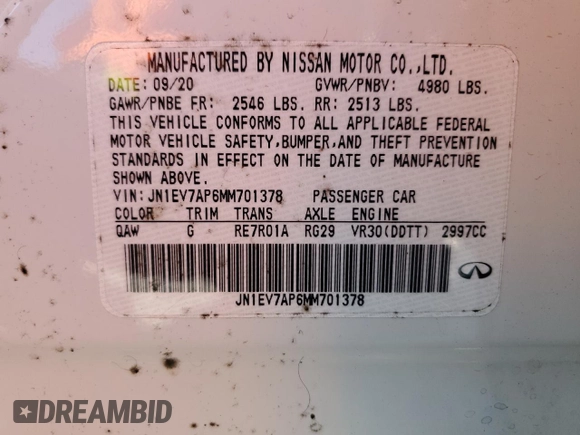 MANUFACTURED BY NISSAN MOTOR CO.,LTD.
DATE: 09/20 GVWR/PNBV: 4980 LBS.
GAWR/PNBE FR: 2546 LBS. RR: 2513 LBS.
THIS VEHICLE CONFORMS TO ALL APPLICABLE FEDERAL
MOTOR VEHICLE SAFETY,BUMPER,AND THEFT PREVENTION
STANDARDS IN EFFECT ON THE DATE OF MANUFACTURE
SHOWN ABOVE.
VIN: JN1EV7AP6MM701378 PASSENGER CAR
COLOR TRIM TRANS AXLE ENGINE
QAW G RE7R01A RG29 VR30(DDTT) 2997CC
JN1EV7AP6MM701378
DREAMBID